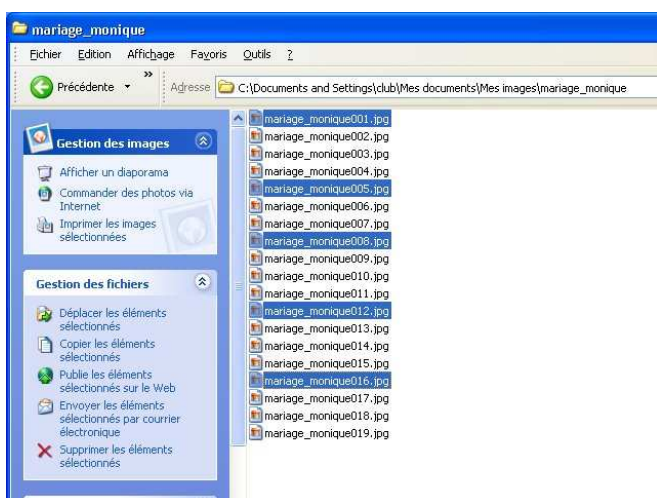 mariage_monique
Fichier Edition Affichage Favoris Outils ?
Précédente » Adresse C:\Documents and Settings\club\Mes documents\Mes images\mariage_monique
Gestion des images
Afficher un diaporama
Commander des photos via
Internet
Imprimer les images
sélectionnées
Gestion des fichiers
Déplacer les éléments
sélectionnés
Copier les éléments
sélectionnés
Publie les éléments
sélectionnés sur le Web
Envoyer les éléments
sélectionnés par courrier
électronique
Supprimer les éléments
sélectionnés
mariage_monique001.jpg
mariage_monique002.jpg
mariage_monique003.jpg
mariage_monique004.jpg
mariage_monique005.jpg
mariage_monique006.jpg
mariage_monique007.jpg
mariage_monique008.jpg
mariage_monique009.jpg
mariage_monique010.jpg
mariage_monique011.jpg
mariage_monique012.jpg
mariage_monique013.jpg
mariage_monique014.jpg
mariage_monique015.jpg
mariage_monique016.jpg
mariage_monique017.jpg
mariage_monique018.jpg
mariage_monique019.jpg